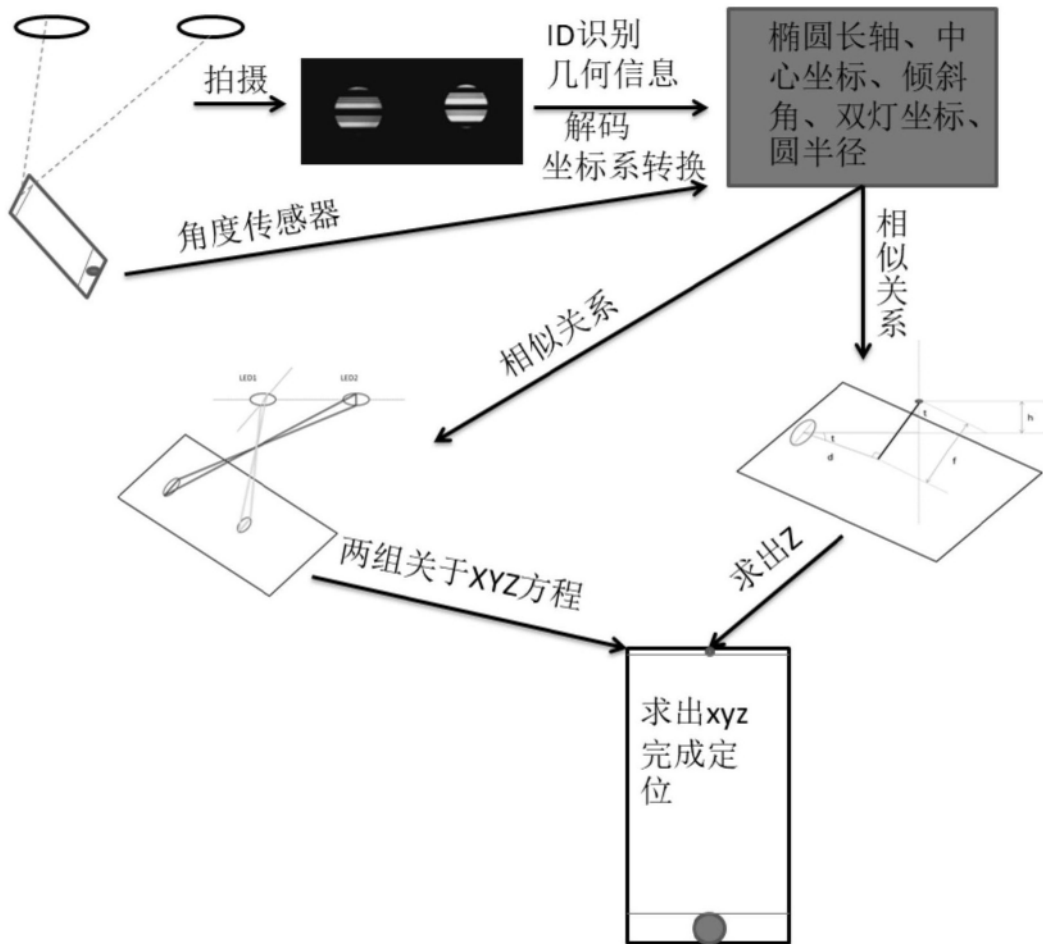 拍摄
ID识别
几何信息
解码
坐标系转换
椭圆长轴、中
心坐标、倾斜
角、双灯坐标、
圆半径
角度传感器
相似关系
相似关系
LED1
LED2
t
h
t
d
f
两组关于XYZ方程
求出Z
求出xyz
完成定
位